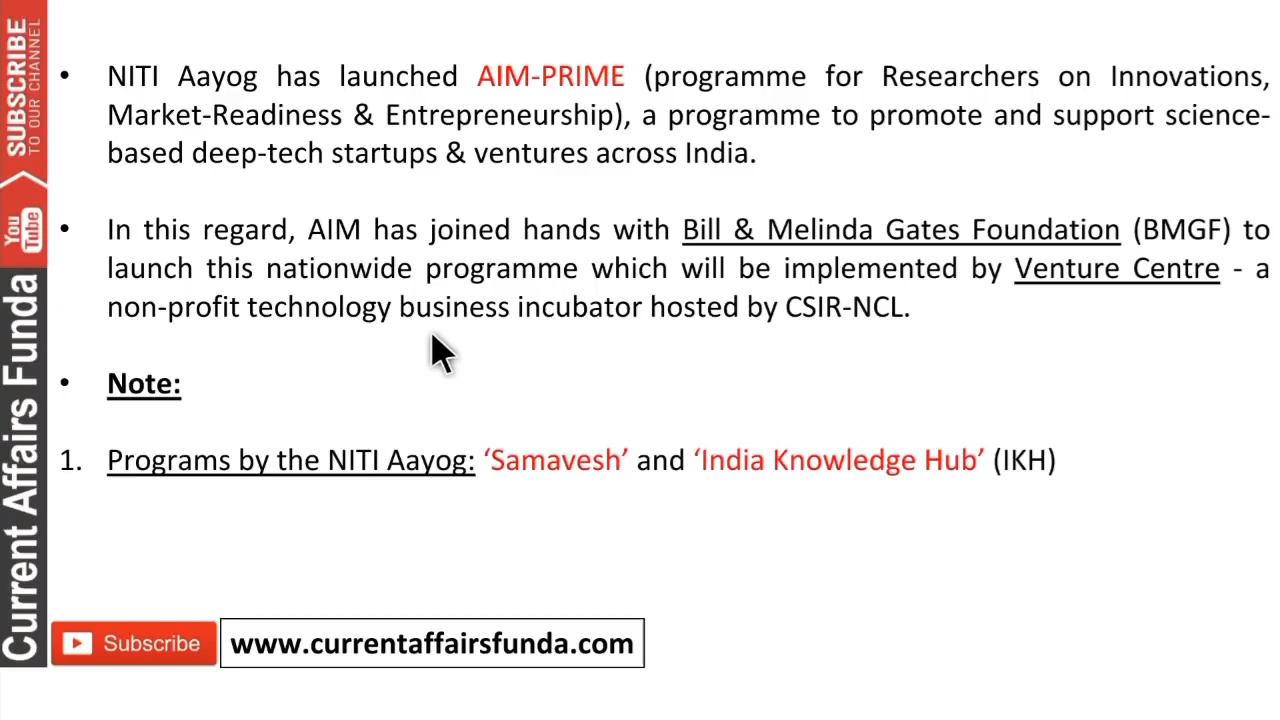 • NITI Aayog has launched AIM-PRIME (programme for Researchers on Innovations,
Market-Readiness & Entrepreneurship), a programme to promote and support science-
based deep-tech startups & ventures across India.
• In this regard, AIM has joined hands with Bill & Melinda Gates Foundation (BMGF) to
launch this nationwide programme which will be implemented by Venture Centre - a
non-profit technology business incubator hosted by CSIR-NCL.
• Note:
1. Programs by the NITI Aayog: ‘Samavesh’ and ‘India Knowledge Hub’ (IKH)
SUBSCRIBE
TO OUR CHANNEL
You
Tube
Current Affairs Funda
Subscribe
www.currentaffairsfunda.com